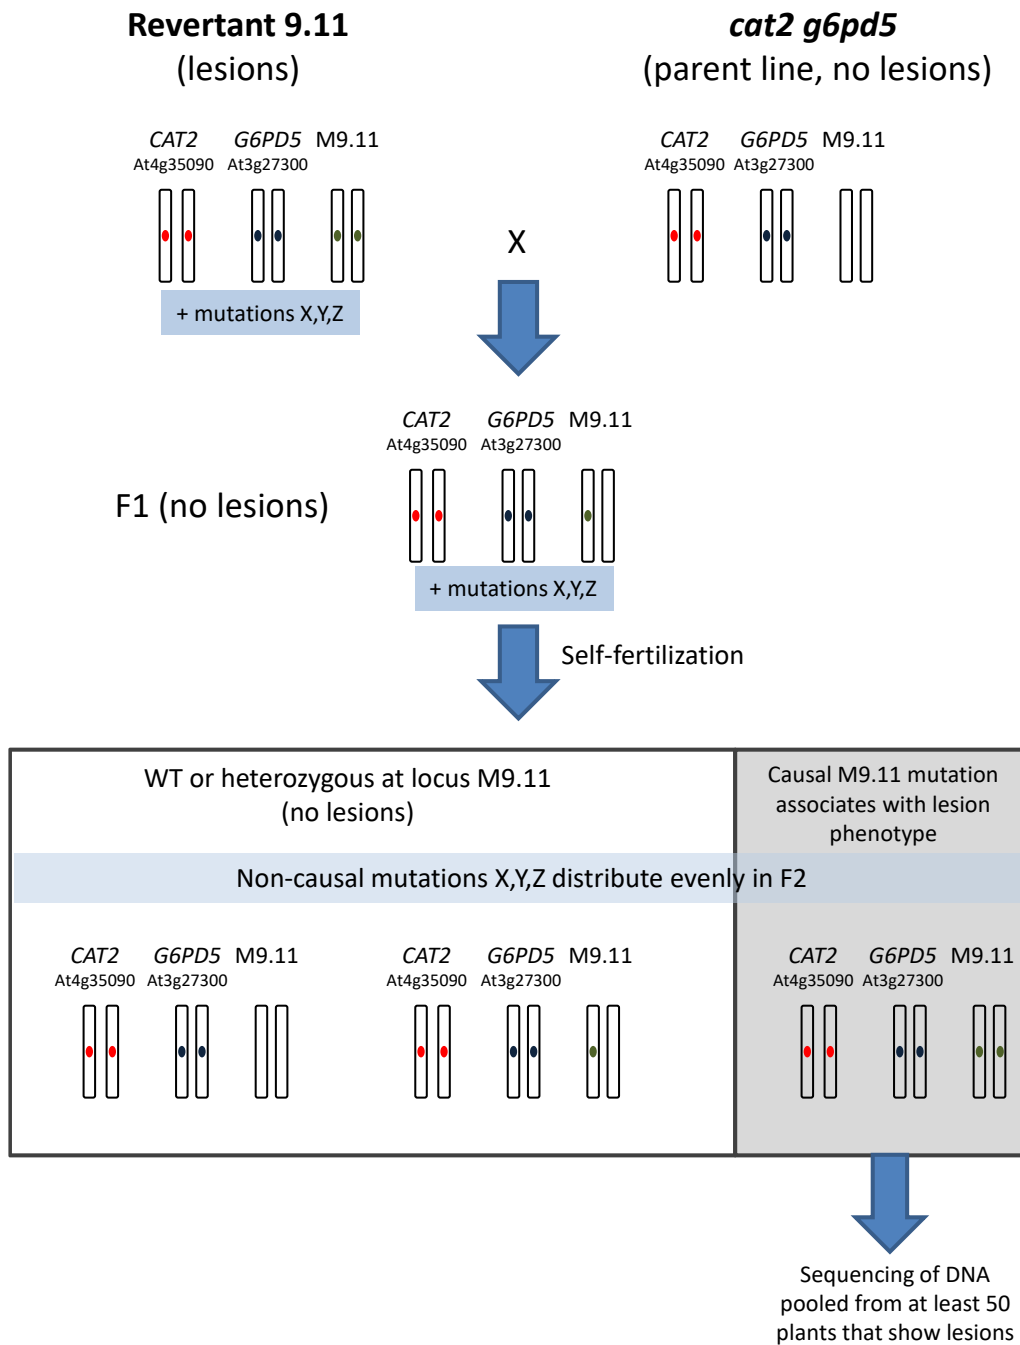 Revertant 9.11
(lesions)
cat2 g6pd5
(parent line, no lesions)
CAT2 G6PD5 M9.11
At4g35090 At3g27300
CAT2 G6PD5 M9.11
At4g35090 At3g27300
X
+ mutations X,Y,Z
CAT2 G6PD5 M9.11
At4g35090 At3g27300
F1 (no lesions)
+ mutations X,Y,Z
Self-fertilization
WT or heterozygous at locus M9.11
(no lesions)
Causal M9.11 mutation
associates with lesion
phenotype
Non-causal mutations X,Y,Z distribute evenly in F2
CAT2 G6PD5 M9.11
At4g35090 At3g27300
CAT2 G6PD5 M9.11
At4g35090 At3g27300
CAT2 G6PD5 M9.11
At4g35090 At3g27300
Sequencing of DNA
pooled from at least 50
plants that show lesions